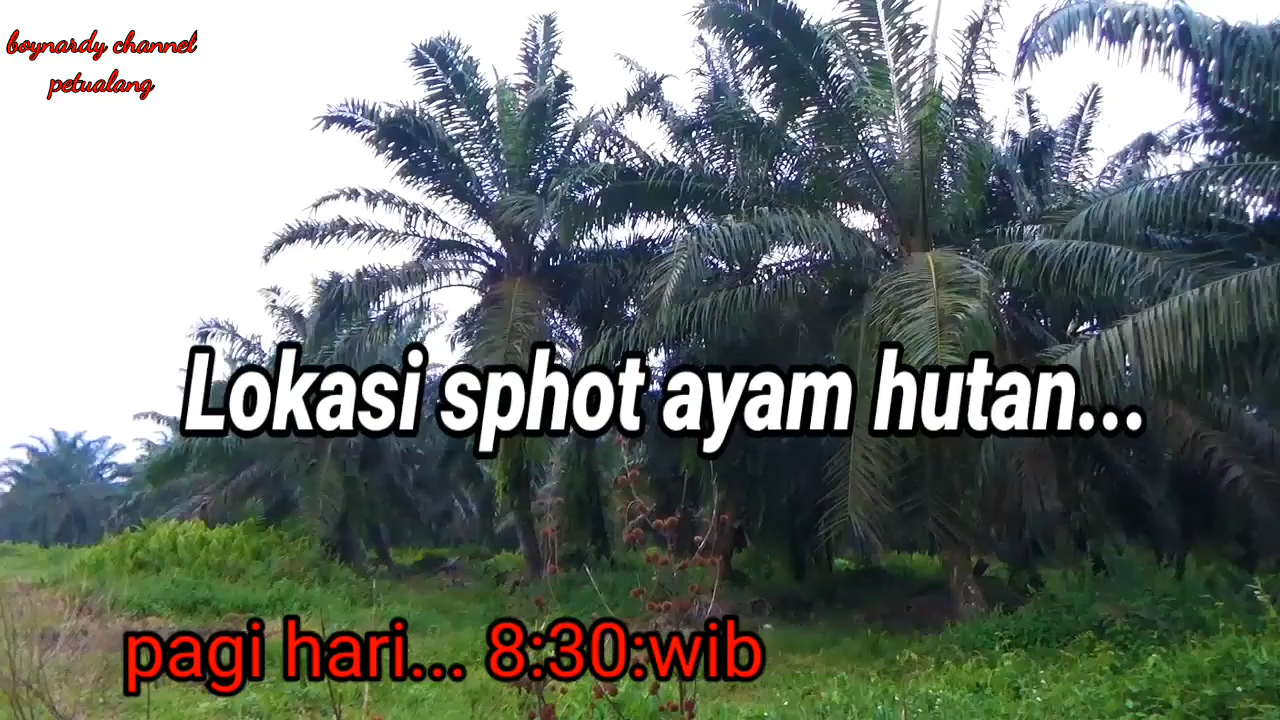 boynardy channel
petualang
Lokasi sphot ayam hutan...
pagi hari... 8:30:wib